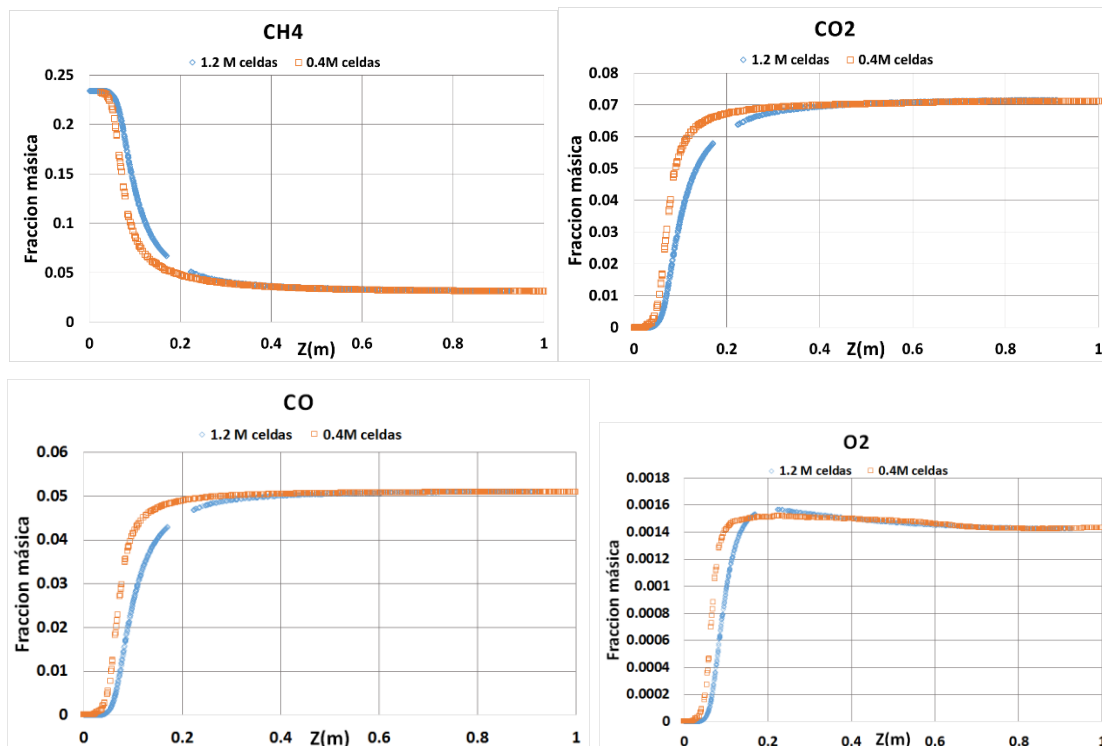 CH4
◇ 1.2 M celdas □ 0.4M celdas
Fraccion másica
0.25
0.2
0.15
0.1
0.05
0
0 0.2 0.4 0.6 0.8 1
Z(m)
CO2
◇ 1.2 M celdas □ 0.4M celdas
Fraccion másica
0.08
0.07
0.06
0.05
0.04
0.03
0.02
0.01
0
0 0.2 0.4 0.6 0.8 1
Z(m)
CO
◇ 1.2 M celdas □ 0.4M celdas
Fraccion másica
0.06
0.05
0.04
0.03
0.02
0.01
0
0 0.2 0.4 0.6 0.8 1
Z(m)
O2
◇ 1.2 M celdas □ 0.4M celdas
Fraccion másica
0.0018
0.0016
0.0014
0.0012
0.001
0.0008
0.0006
0.0004
0.0002
0
0 0.2 0.4 0.6 0.8 1
Z(m)